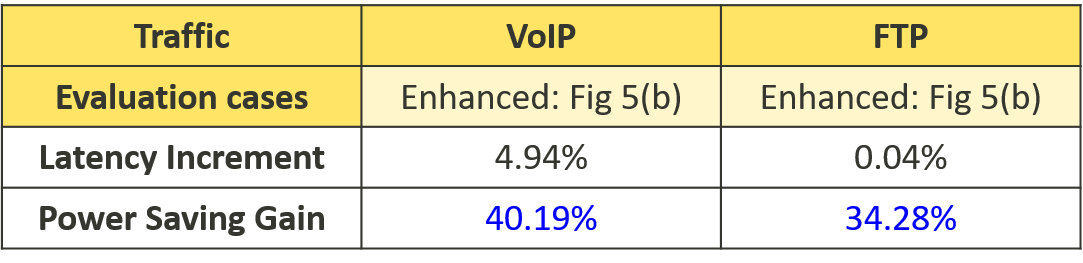 Traffic VoIP FTP
Evaluation cases Enhanced: Fig 5(b) Enhanced: Fig 5(b)
Latency Increment 4.94% 0.04%
Power Saving Gain 40.19% 34.28%